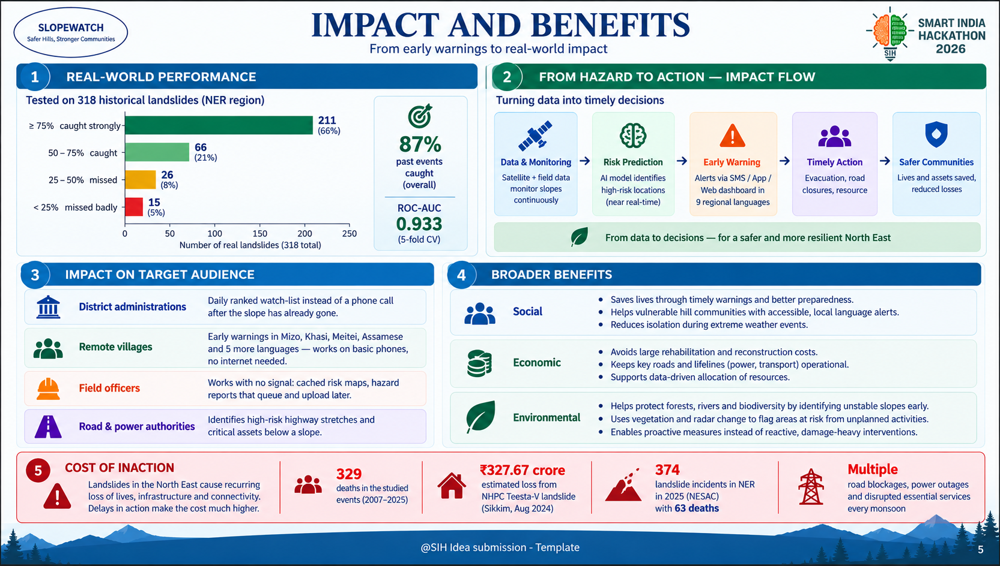 SLOPEWATCH
Safer Hills, Stronger Communities
IMPACT AND BENEFITS
From early warnings to real-world impact
SIH
SMART INDIA
HACKATHON
2026
1 REAL-WORLD PERFORMANCE
Tested on 318 historical landslides (NER region)
≥ 75% caught strongly
211
(66%)
50 – 75% caught
66
(21%)
25 – 50% missed
26
(8%)
< 25% missed badly
15
(5%)
0 50 100 150 200 250
Number of real landslides (318 total)
87%
past events
caught
(overall)
ROC-AUC
0.933
(5-fold CV)
2 FROM HAZARD TO ACTION — IMPACT FLOW
Turning data into timely decisions
Data & Monitoring
Satellite + field data
monitor slopes
continuously
Risk Prediction
AI model identifies
high-risk locations
(near real-time)
Early Warning
Alerts via SMS / App /
Web dashboard in
9 regional languages
Timely Action
Evacuation, road
closures, resource
Safer Communities
Lives and assets saved,
reduced losses
From data to decisions — for a safer and more resilient North East
3 IMPACT ON TARGET AUDIENCE
District administrations
Daily ranked watch-list instead of a phone call
after the slope has already gone.
Remote villages
Early warnings in Mizo, Khasi, Meitei, Assamese
and 5 more languages — works on basic phones,
no internet needed.
Field officers
Works with no signal: cached risk maps, hazard
reports that queue and upload later.
Road & power authorities
Identifies high-risk highway stretches and
critical assets below a slope.
4 BROADER BENEFITS
Social
• Saves lives through timely warnings and better preparedness.
• Helps vulnerable hill communities with accessible, local language alerts.
• Reduces isolation during extreme weather events.
Economic
• Avoids large rehabilitation and reconstruction costs.
• Keeps key roads and lifelines (power, transport) operational.
• Supports data-driven allocation of resources.
Environmental
• Helps protect forests, rivers and biodiversity by identifying unstable slopes early.
• Uses vegetation and radar change to flag areas at risk from unplanned activities.
• Enables proactive measures instead of reactive, damage-heavy interventions.
5 COST OF INACTION
Landslides in the North East cause recurring
loss of lives, infrastructure and connectivity.
Delays in action make the cost much higher.
329
deaths in the studied
events (2007–2025)
₹327.67 crore
estimated loss from
NHPC Teesta-V landslide
(Sikkim, Aug 2024)
374
landslide incidents in NER
in 2025 (NESAC)
with 63 deaths
Multiple
road blockages, power outages
and disrupted essential services
every monsoon
@SIH Idea submission - Template
5